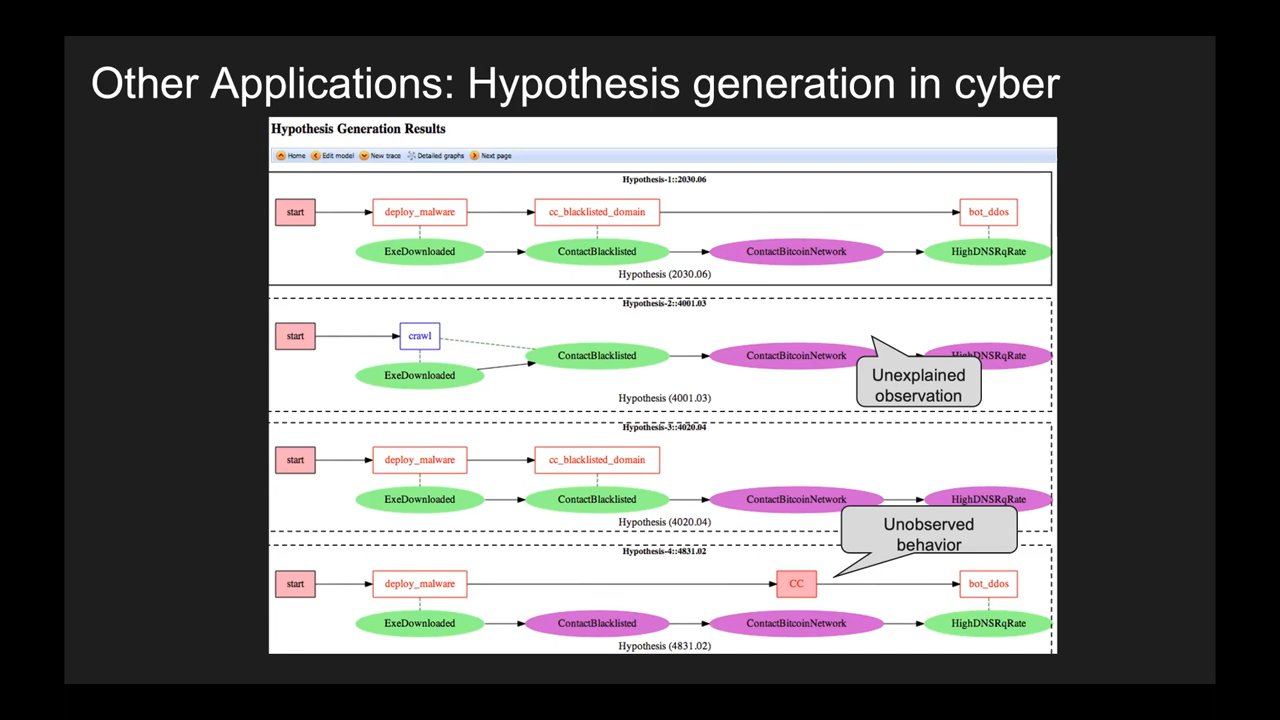 Other Applications: Hypothesis generation in cyber
Hypothesis Generation Results
Home Edit model New trace Detailed graphs Next page
Hypothesis-1::2030.06
start deploy_malware cc_blacklisted_domain bot_ddos
ExeDownloaded ContactBlacklisted ContactBitcoinNetwork HighDNSRqRate
Hypothesis (2030.06)
Hypothesis-2::4001.03
start crawl
ContactBlacklisted ContactBitcoinNetwork HighDNSRqRate
ExeDownloaded
Unexplained
observation
Hypothesis (4001.03)
Hypothesis-3::4020.04
start deploy_malware cc_blacklisted_domain
ExeDownloaded ContactBlacklisted ContactBitcoinNetwork HighDNSRqRate
Hypothesis (4020.04)
Unobserved
behavior
Hypothesis-4::4831.02
start deploy_malware CC bot_ddos
ExeDownloaded ContactBlacklisted ContactBitcoinNetwork HighDNSRqRate
Hypothesis (4831.02)